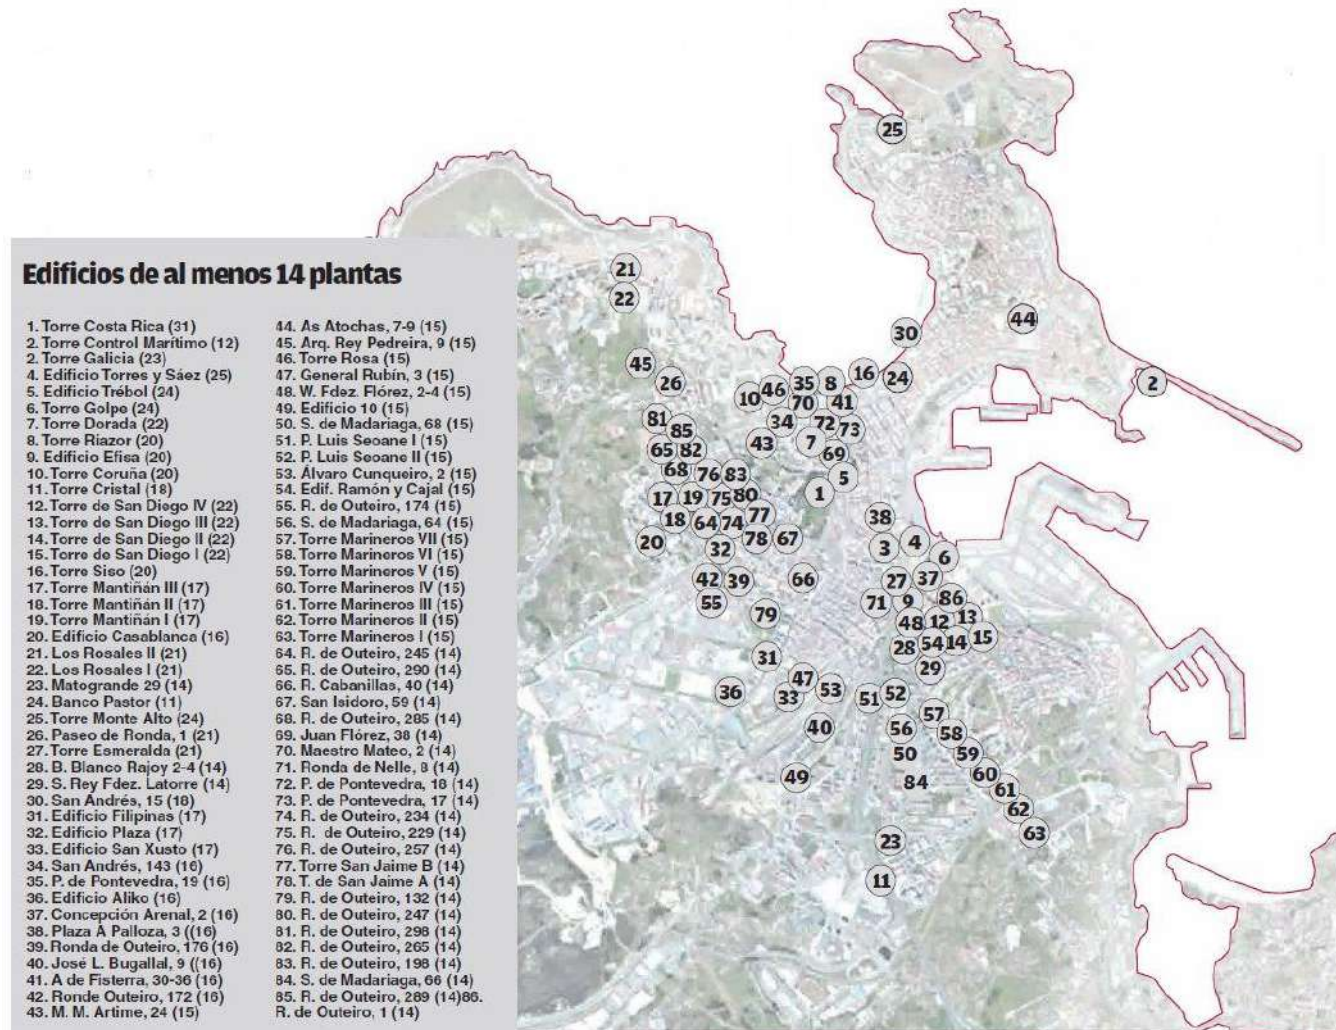 Edificios de al menos 14 plantas
1. Torre Costa Rica (31)
2. Torre Control Marítimo (12)
2. Torre Galicia (23)
4. Edificio Torres y Sáez (25)
5. Edificio Trébol (24)
6. Torre Golpe (24)
7. Torre Dorada (22)
8. Torre Riazor (20)
9. Edificio Efisa (20)
10. Torre Coruña (20)
11. Torre Cristal (18)
12. Torre de San Diego IV (22)
13. Torre de San Diego III (22)
14. Torre de San Diego II (22)
15. Torre de San Diego I (22)
16. Torre Siso (20)
17. Torre Mantiñán III (17)
18. Torre Mantiñán II (17)
19. Torre Mantiñán I (17)
20. Edificio Casablanca (16)
21. Los Rosales II (21)
22. Los Rosales I (21)
23. Matogrande 29 (14)
24. Banco Pastor (11)
25. Torre Monte Alto (24)
26. Paseo de Ronda, 1 (21)
27. Torre Esmeralda (21)
28. B. Blanco Rajoy 2-4 (14)
29. S. Rey Fdez. Latorre (14)
30. San Andrés, 15 (18)
31. Edificio Filipinas (17)
32. Edificio Plaza (17)
33. Edificio San Xusto (17)
34. San Andrés, 143 (16)
35. P. de Pontevedra, 19 (16)
36. Edificio Aliko (16)
37. Concepción Arenal, 2 (16)
38. Plaza A Palloza, 3 ((16)
39. Ronda de Outeiro, 176 (16)
40. José L. Bugallal, 9 ((16)
41. A de Fisterra, 30-36 (16)
42. Ronde Outeiro, 172 (16)
43. M. M. Artime, 24 (15)
44. As Atochas, 7-9 (15)
45. Arq. Rey Pedreira, 9 (15)
46. Torre Rosa (15)
47. General Rubín, 3 (15)
48. W. Fdez. Flórez, 2-4 (15)
49. Edificio 10 (15)
50. S. de Madariaga, 68 (15)
51. P. Luis Seoane I (15)
52. P. Luis Seoane II (15)
53. Álvaro Cunqueiro, 2 (15)
54. Edif. Ramón y Cajal (15)
55. R. de Outeiro, 174 (15)
56. S. de Madariaga, 64 (15)
57. Torre Marineros VII (15)
58. Torre Marineros VI (15)
59. Torre Marineros V (15)
60. Torre Marineros IV (15)
61. Torre Marineros III (15)
62. Torre Marineros II (15)
63. Torre Marineros I (15)
64. R. de Outeiro, 245 (14)
65. R. de Outeiro, 290 (14)
66. R. Cabanillas, 40 (14)
67. San Isidoro, 59 (14)
68. R. de Outeiro, 285 (14)
69. Juan Flórez, 38 (14)
70. Maestro Mateo, 2 (14)
71. Ronda de Nelle, 8 (14)
72. P. de Pontevedra, 18 (14)
73. P. de Pontevedra, 17 (14)
74. R. de Outeiro, 234 (14)
75. R. de Outeiro, 229 (14)
76. R. de Outeiro, 257 (14)
77. Torre San Jaime B (14)
78. T. de San Jaime A (14)
79. R. de Outeiro, 132 (14)
80. R. de Outeiro, 247 (14)
81. R. de Outeiro, 298 (14)
82. R. de Outeiro, 265 (14)
83. R. de Outeiro, 198 (14)
84. S. de Madariaga, 66 (14)
85. R. de Outeiro, 289 (14)86.
R. de Outeiro, 1 (14)
25
21
22
30
44
45
26
10
46
35
8
16
24
2
70
41
81
85
34
72
73
43
7
65
82
69
68
76
83
5
17
19
75
80
1
18
64
74
77
38
20
32
78
67
3
4
6
42
39
66
27
37
55
79
71
9
86
48
12
13
28
54
14
15
31
29
36
47
33
53
51
52
40
56
57
58
50
59
49
84
60
61
62
23
63
11